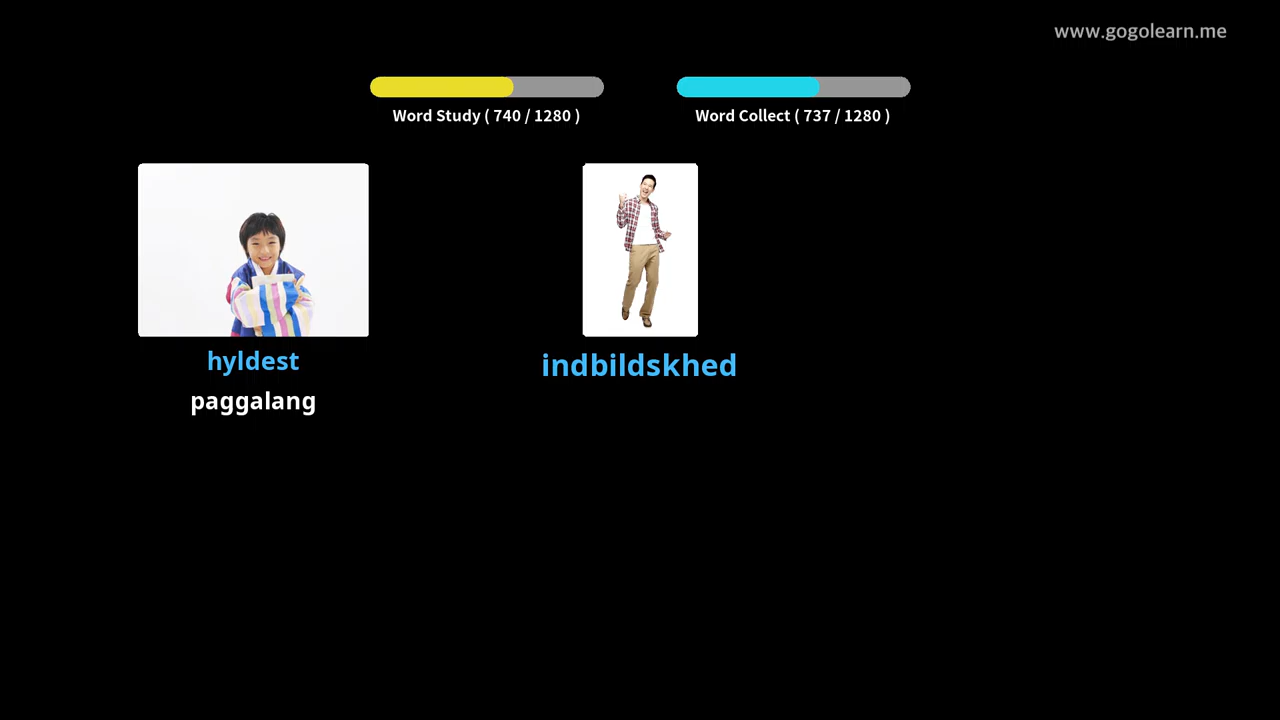 www.gogolearn.me
Word Study ( 740 / 1280 )
Word Collect ( 737 / 1280 )
hyldest
paggalang
indbildskhed